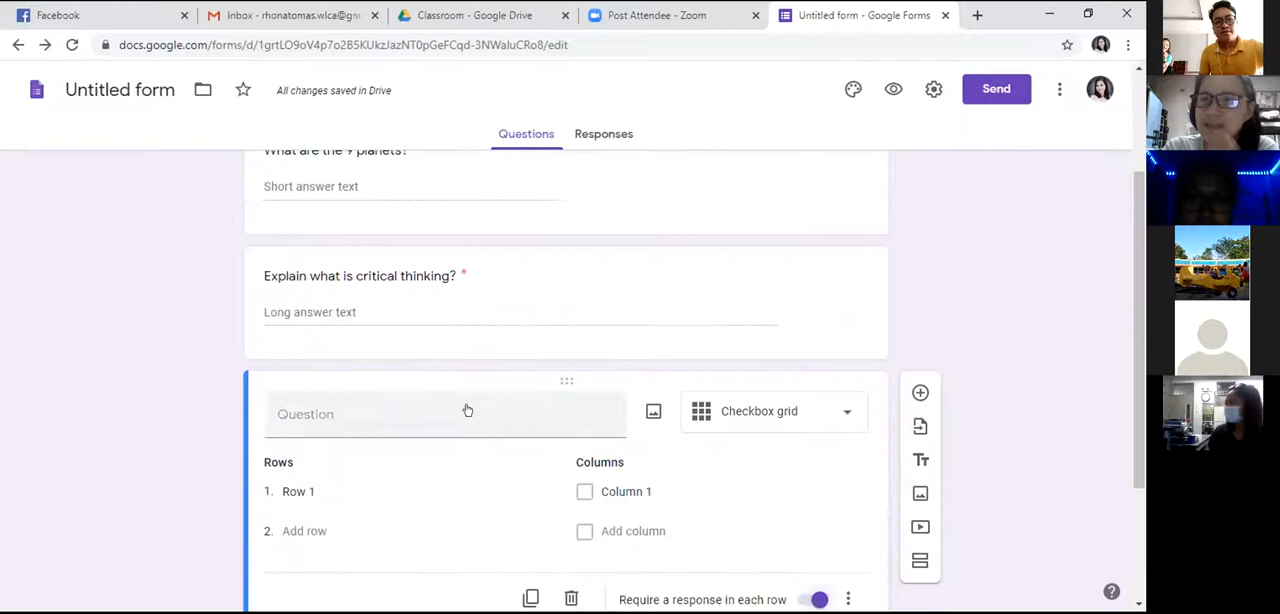 Facebook
Inbox - rhonatomas.wlca@gm
Classroom - Google Drive
Post Attendee - Zoom
Untitled form - Google Forms
docs.google.com/forms/d/1grtLO9oV4p7o2B5KUkzJazNT0pGeFCqd-3NWaluCRo8/edit
Untitled form
All changes saved in Drive
Send
Questions
Responses
What are the 9 planets?
Short answer text
Explain what is critical thinking? *
Long answer text
Question
Checkbox grid
Rows
Columns
1. Row 1
Column 1
2. Add row
Add column
Require a response in each row